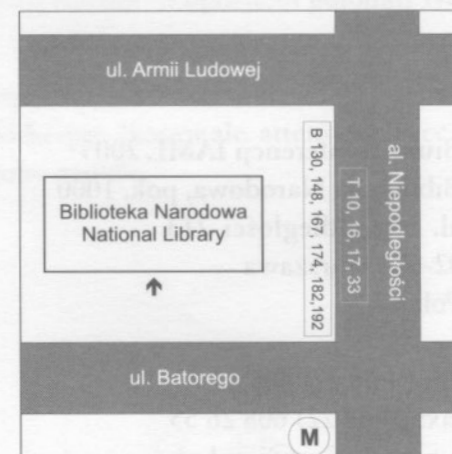 ul. Armii Ludowej
Biblioteka Narodowa
National Library
B 130, 148, 167, 174, 182,192
T 10, 16, 17, 33
al. Niepodległości
ul. Batorego
M